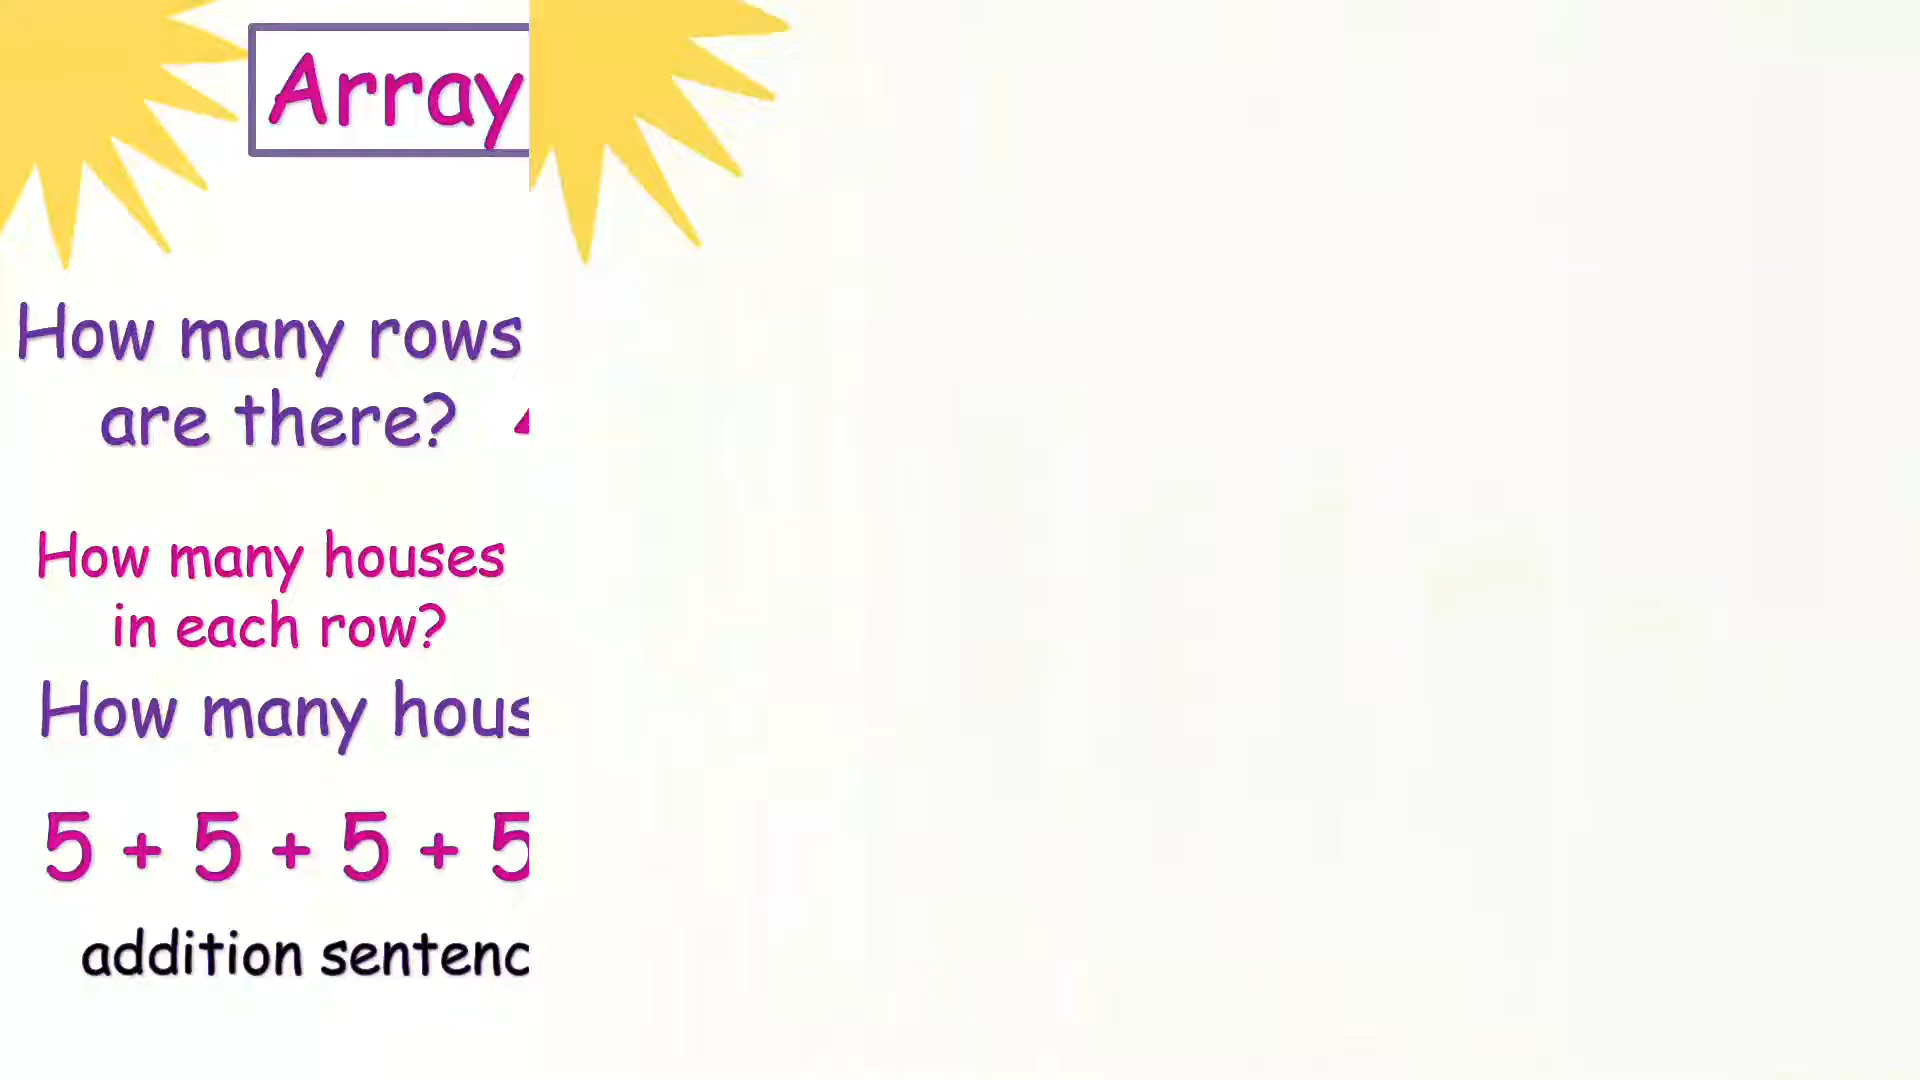 Array
How many rows
are there?
How many houses
in each row?
How many hous
5 + 5 + 5 + 5
addition sentenc